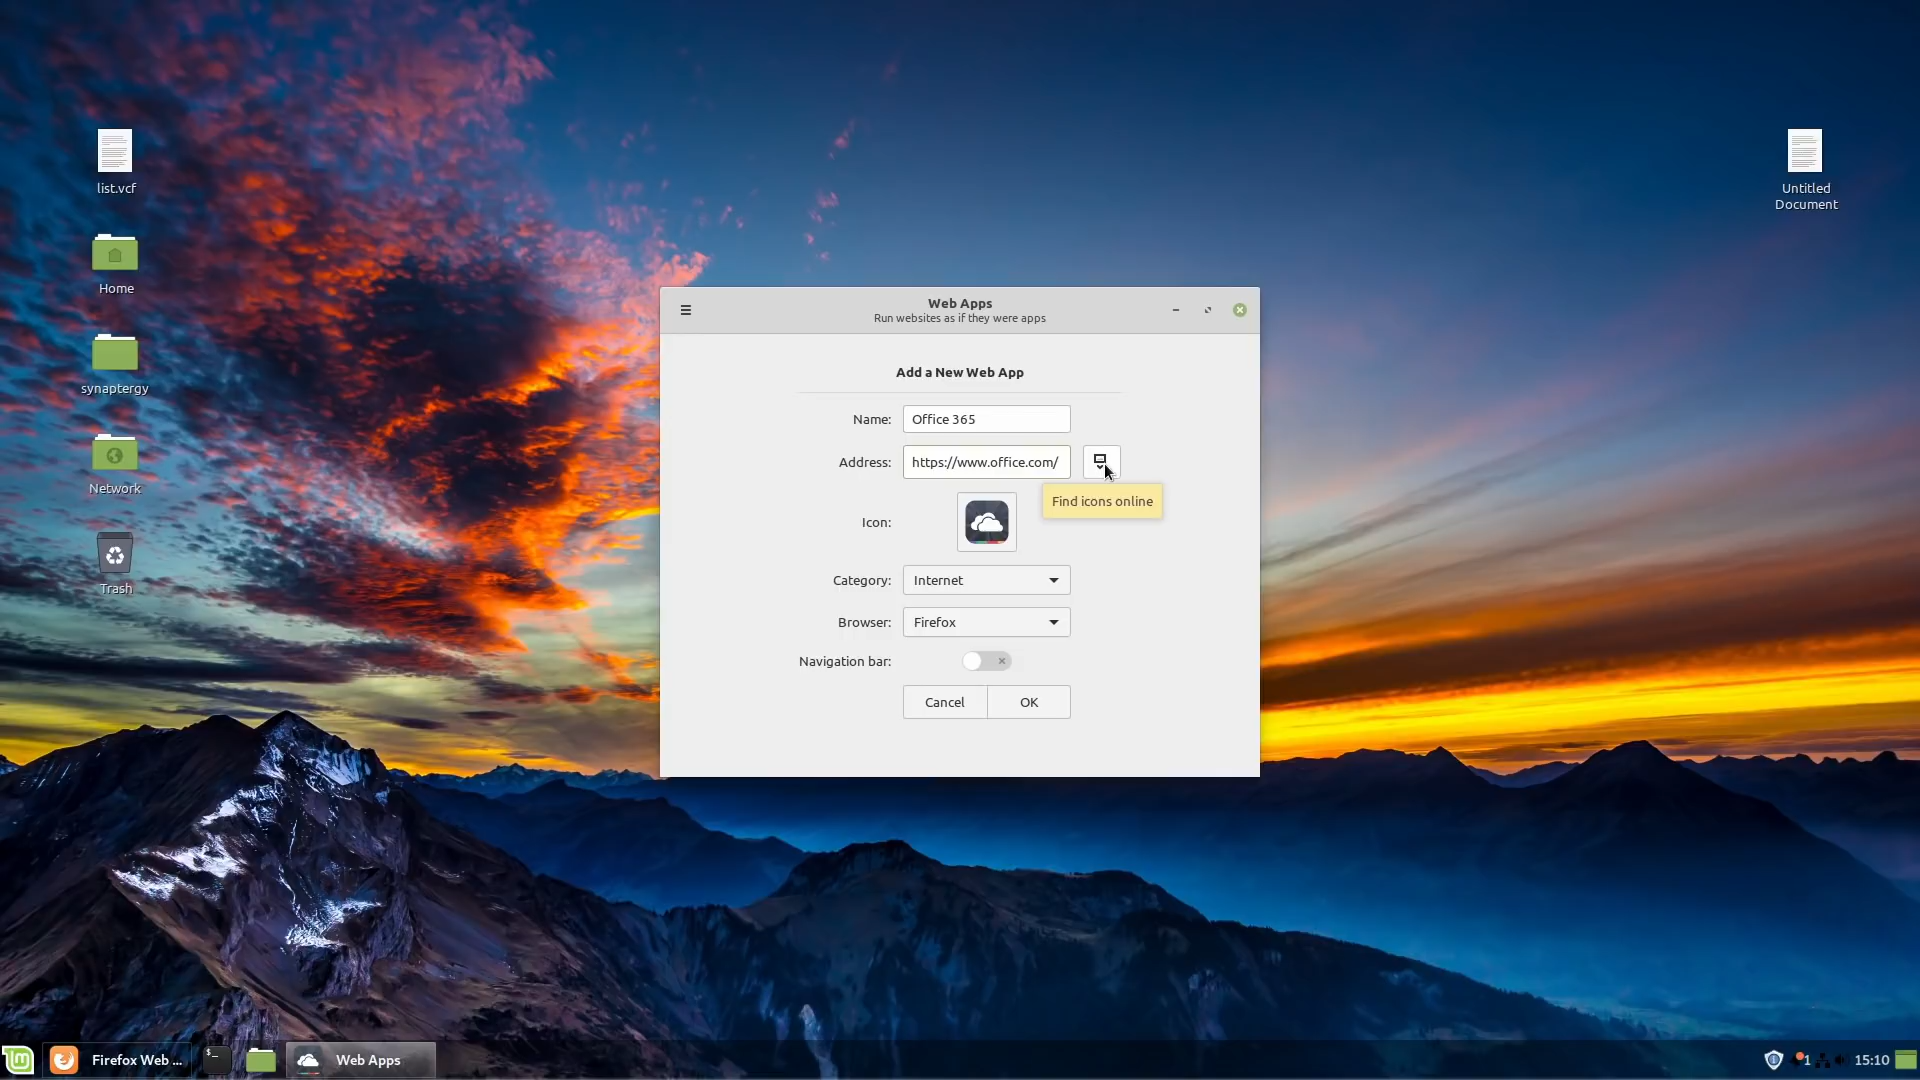 list.vcf
Home
synaptergy
Network
Trash
Untitled
Document
Web Apps
Run websites as if they were apps
Add a New Web App
Name: Office 365
Address: https://www.office.com/
Find icons online
Icon:
Category: Internet
Browser: Firefox
Navigation bar:
Cancel OK
Firefox Web ...
$_
Web Apps
1
15:10